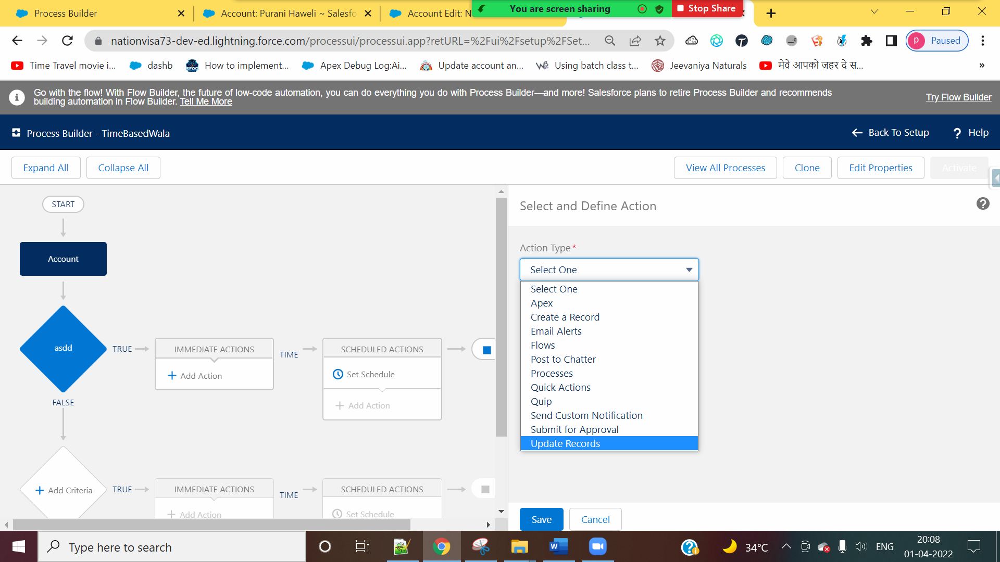 Process Builder
Account: Purani Haweli ~ Salesfo
Account Edit: N
You are screen sharing
Stop Share
nationvisa73-dev-ed.lightning.force.com/processui/processui.app?retURL=%2Fui%2Fsetup%2FSet...
P
Paused
Time Travel movie i...
dashb
How to implement...
Apex Debug Log:Ai...
Update account an...
Using batch class t...
Jeevaniya Naturals
मेवे आपको जहर दे स...
»
Go with the flow! With Flow Builder, the future of low-code automation, you can do everything you do with Process Builder—and more! Salesforce plans to retire Process Builder and recommends
building automation in Flow Builder. Tell Me More
Try Flow Builder
Process Builder - TimeBasedWala
Back To Setup
? Help
Expand All
Collapse All
View All Processes
Clone
Edit Properties
Activate
START
Account
asdd
TRUE
IMMEDIATE ACTIONS
+ Add Action
TIME
SCHEDULED ACTIONS
Set Schedule
+ Add Action
FALSE
+ Add Criteria
TRUE
IMMEDIATE ACTIONS
+ Add Action
TIME
SCHEDULED ACTIONS
Set Schedule
Select and Define Action
?
Action Type*
Select One
Select One
Apex
Create a Record
Email Alerts
Flows
Post to Chatter
Processes
Quick Actions
Quip
Send Custom Notification
Submit for Approval
Update Records
Save
Cancel
Type here to search
34°C
ENG
20:08
01-04-2022